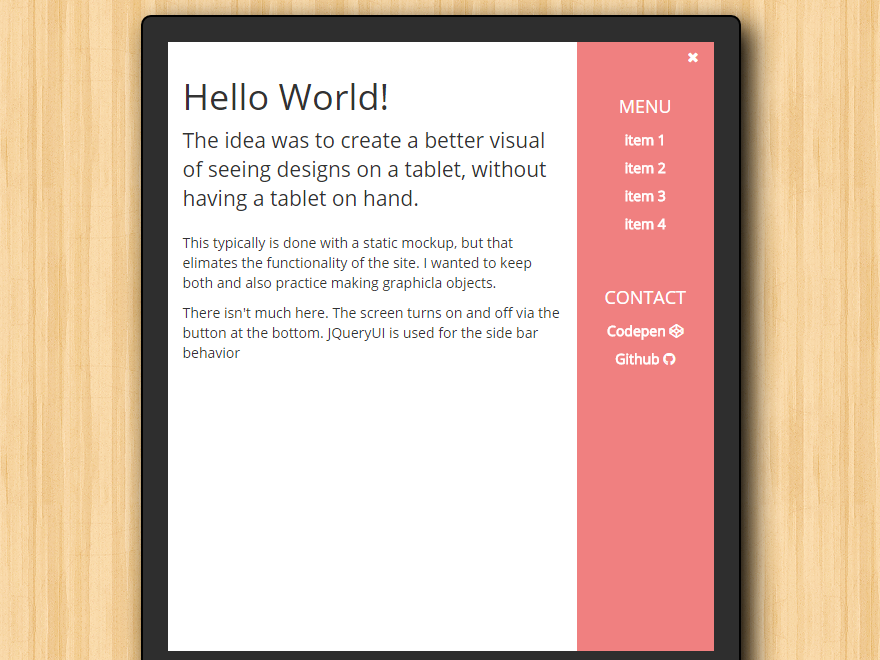 Hello World!
The idea was to create a better visual
of seeing designs on a tablet, without
having a tablet on hand.
This typically is done with a static mockup, but that
elimates the functionality of the site. I wanted to keep
both and also practice making graphicla objects.
There isn't much here. The screen turns on and off via the
button at the bottom. JQueryUI is used for the side bar
behavior
MENU
item 1
item 2
item 3
item 4
CONTACT
Codepen
Github